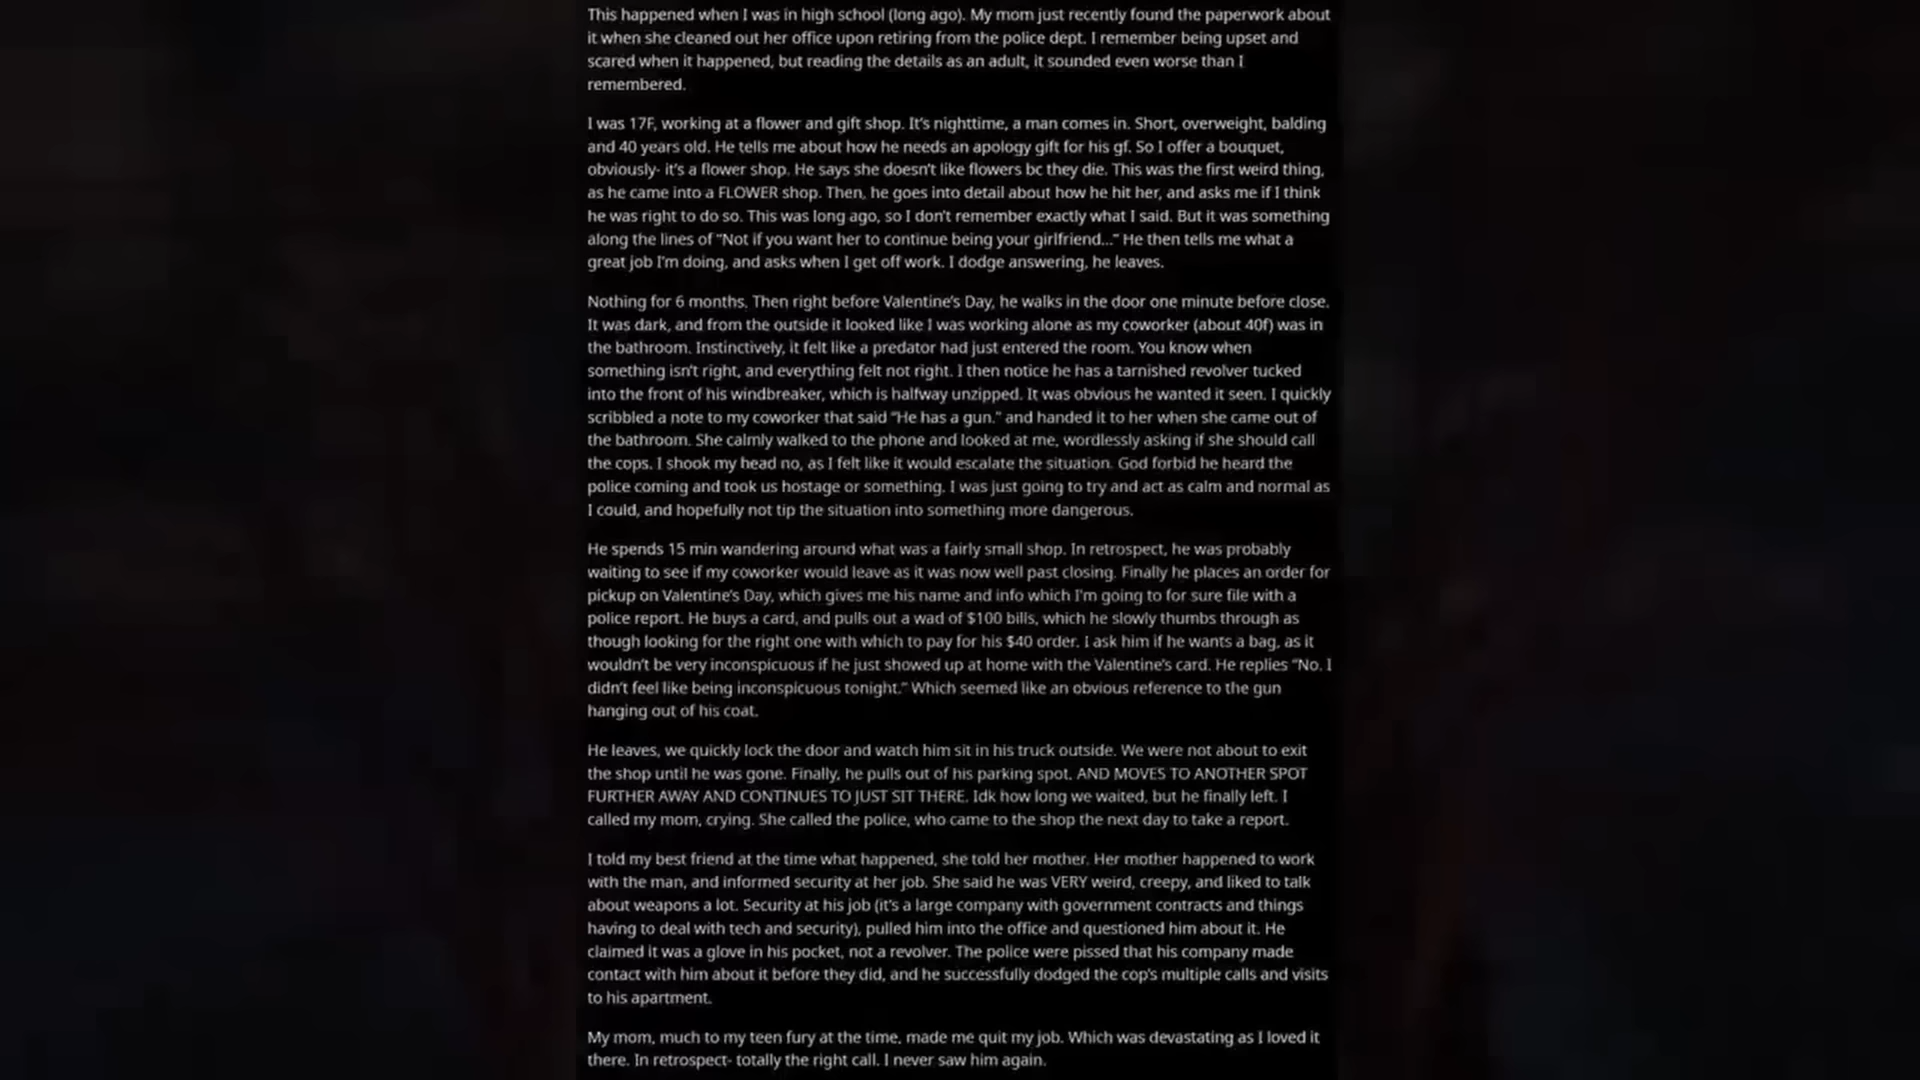 This happened when I was in high school (long ago). My mom just recently found the paperwork about
it when she cleaned out her office upon retiring from the police dept. I remember being upset and
scared when it happened, but reading the details as an adult, it sounded even worse than I
remembered.
I was 17F, working at a flower and gift shop. It's nighttime, a man comes in. Short, overweight, balding
and 40 years old. He tells me about how he needs an apology gift for his gf. So I offer a bouquet,
obviously- it's a flower shop. He says she doesn't like flowers bc they die. This was the first weird thing,
as he came into a FLOWER shop. Then, he goes into detail about how he hit her, and asks me if I think
he was right to do so. This was long ago, so I don't remember exactly what I said. But it was something
along the lines of “Not if you want her to continue being your girlfriend...” He then tells me what a
great job I'm doing, and asks when I get off work. I dodge answering, he leaves.
Nothing for 6 months. Then right before Valentine's Day, he walks in the door one minute before close.
It was dark, and from the outside it looked like I was working alone as my coworker (about 40f) was in
the bathroom. Instinctively, it felt like a predator had just entered the room. You know when
something isn't right, and everything felt not right. I then notice he has a tarnished revolver tucked
into the front of his windbreaker, which is halfway unzipped. It was obvious he wanted it seen. I quickly
scribbled a note to my coworker that said “He has a gun.” and handed it to her when she came out of
the bathroom. She calmly walked to the phone and looked at me, wordlessly asking if she should call
the cops. I shook my head no, as I felt like it would escalate the situation. God forbid he heard the
police coming and took us hostage or something. I was just going to try and act as calm and normal as
I could, and hopefully not tip the situation into something more dangerous.
He spends 15 min wandering around what was a fairly small shop. In retrospect, he was probably
waiting to see if my coworker would leave as it was now well past closing. Finally he places an order for
pickup on Valentine's Day, which gives me his name and info which I'm going to for sure file with a
police report. He buys a card, and pulls out a wad of $100 bills, which he slowly thumbs through as
though looking for the right one with which to pay for his $40 order. I ask him if he wants a bag, as it
wouldn't be very inconspicuous if he just showed up at home with the Valentine's card. He replies “No. I
didn't feel like being inconspicuous tonight.” Which seemed like an obvious reference to the gun
hanging out of his coat.
He leaves, we quickly lock the door and watch him sit in his truck outside. We were not about to exit
the shop until he was gone. Finally, he pulls out of his parking spot. AND MOVES TO ANOTHER SPOT
FURTHER AWAY AND CONTINUES TO JUST SIT THERE. Idk how long we waited, but he finally left. I
called my mom, crying. She called the police, who came to the shop the next day to take a report.
I told my best friend at the time what happened, she told her mother. Her mother happened to work
with the man, and informed security at her job. She said he was VERY weird, creepy, and liked to talk
about weapons a lot. Security at his job (it's a large company with government contracts and things
having to deal with tech and security), pulled him into the office and questioned him about it. He
claimed it was a glove in his pocket, not a revolver. The police were pissed that his company made
contact with him about it before they did, and he successfully dodged the cop's multiple calls and visits
to his apartment.
My mom, much to my teen fury at the time, made me quit my job. Which was devastating as I loved it
there. In retrospect- totally the right call. I never saw him again.